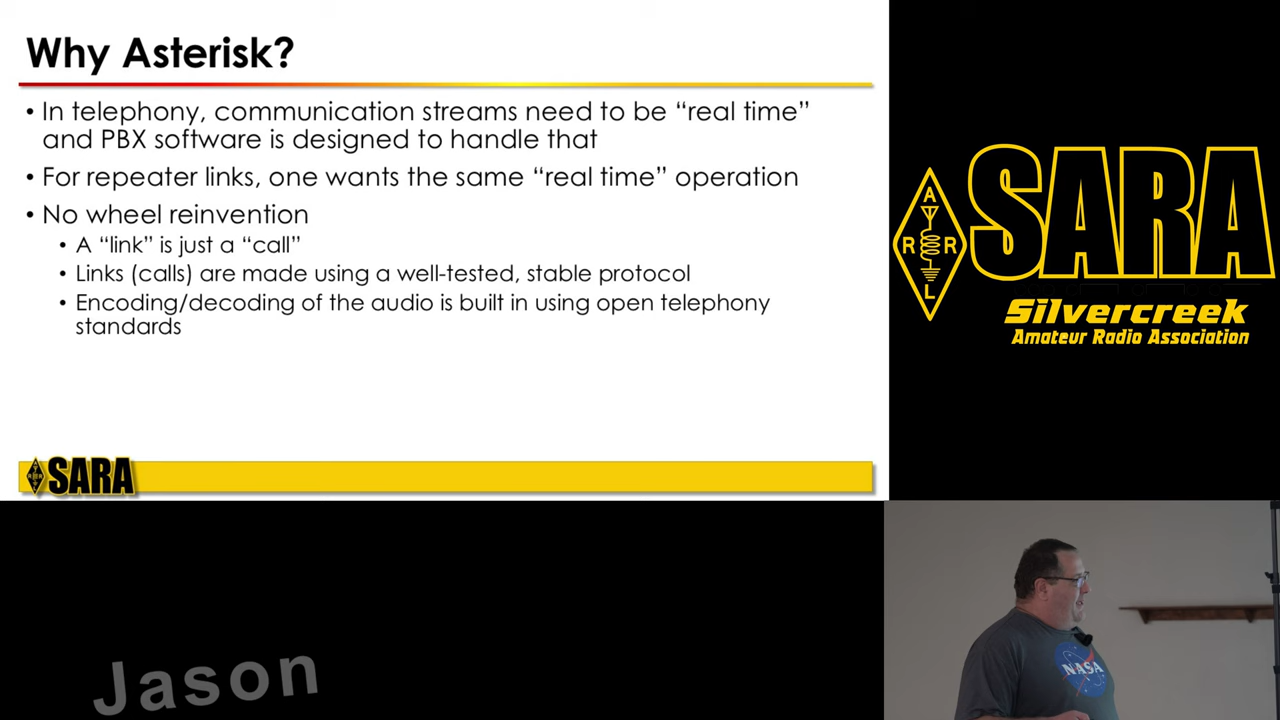 Why Asterisk?
• In telephony, communication streams need to be “real time”
and PBX software is designed to handle that
• For repeater links, one wants the same “real time” operation
• No wheel reinvention
• A “link” is just a “call”
• Links (calls) are made using a well-tested, stable protocol
• Encoding/decoding of the audio is built in using open telephony
standards
SARA
A
R R
L
SARA
Silvercreek
Amateur Radio Association
Jason
NASA